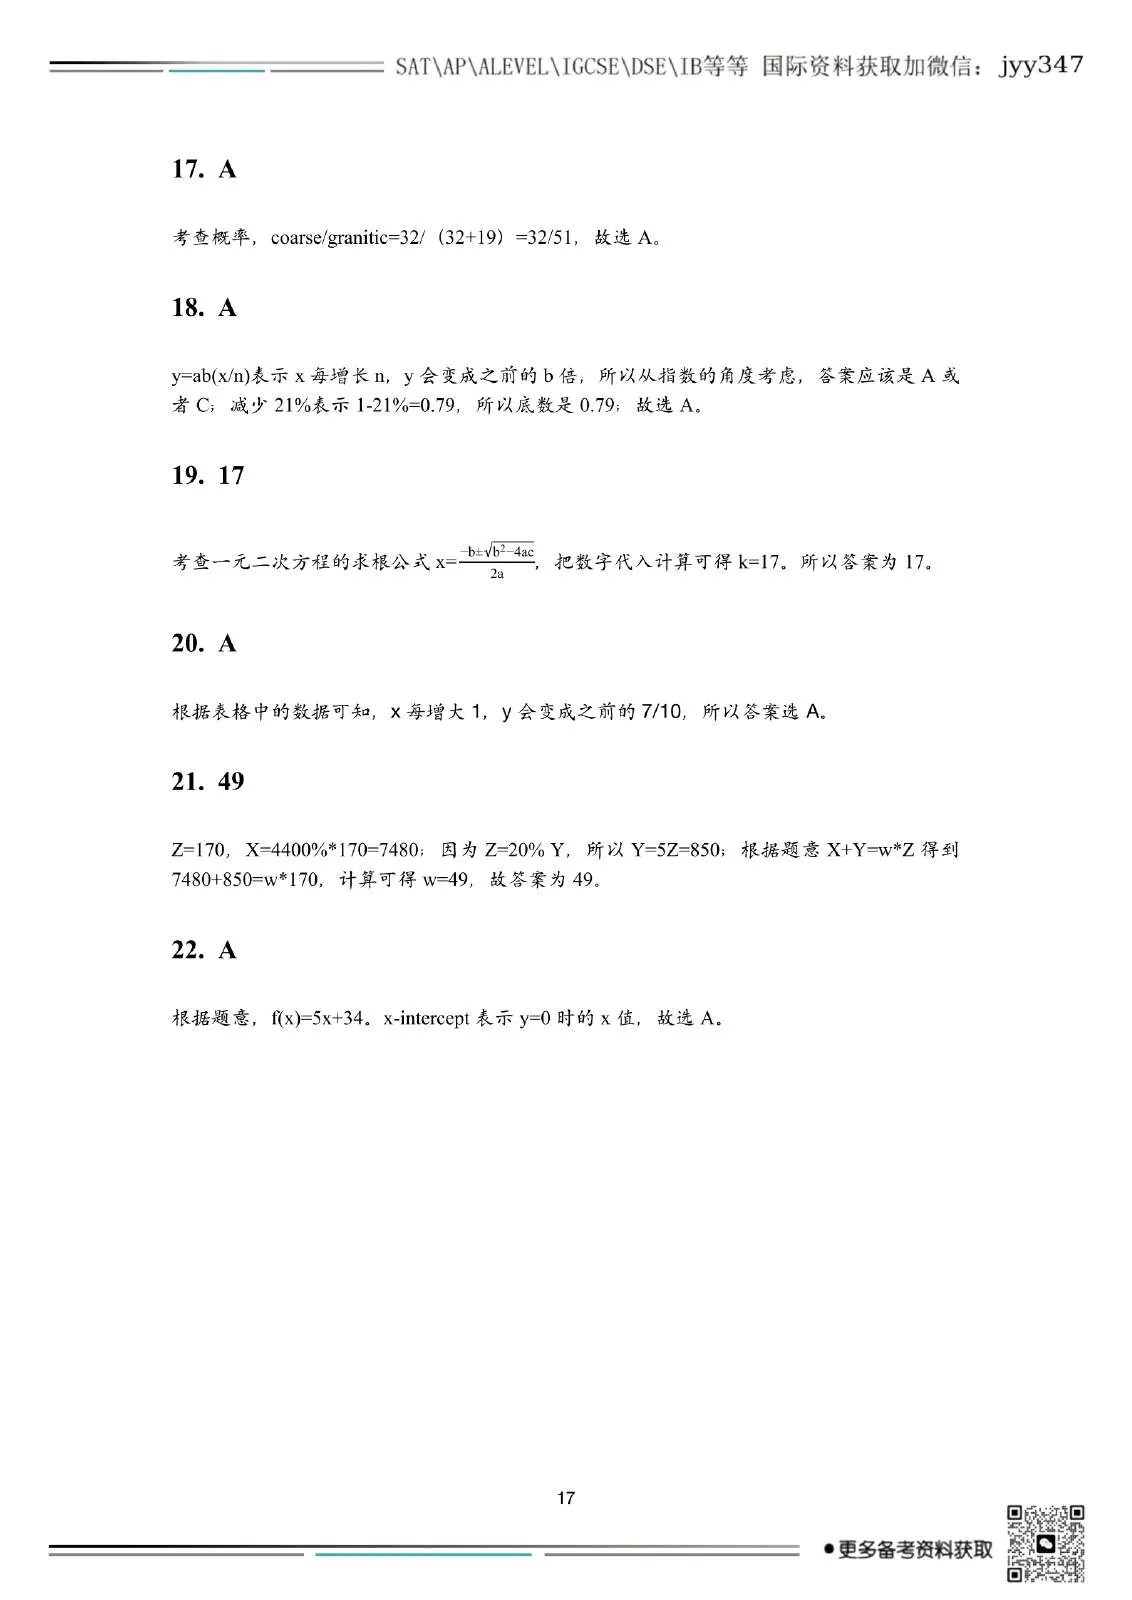 SAT\AP\ALEVEL\IGCSE\DSE\IB等等 国际资料获取加微信：jyy347
17. A
考查概率，coarse/granitic=32/（32+19）=32/51，故选 A。
18. A
y=ab(x/n)表示 x 每增长 n，y 会变成之前的 b 倍，所以从指数的角度考虑，答案应该是 A 或
者 C；减少 21%表示 1-21%=0.79，所以底数是 0.79；故选 A。
19. 17
考查一元二次方程的求根公式 x=\frac{-b±\sqrt{b^2-4ac}}{2a}，把数字代入计算可得 k=17。所以答案为 17。
20. A
根据表格中的数据可知，x 每增大 1，y 会变成之前的 7/10，所以答案选 A。
21. 49
Z=170，X=4400%*170=7480；因为 Z=20% Y，所以 Y=5Z=850；根据题意 X+Y=w*Z 得到
7480+850=w*170，计算可得 w=49，故答案为 49。
22. A
根据题意，f(x)=5x+34。x-intercept 表示 y=0 时的 x 值，故选 A。
17
●更多备考资料获取